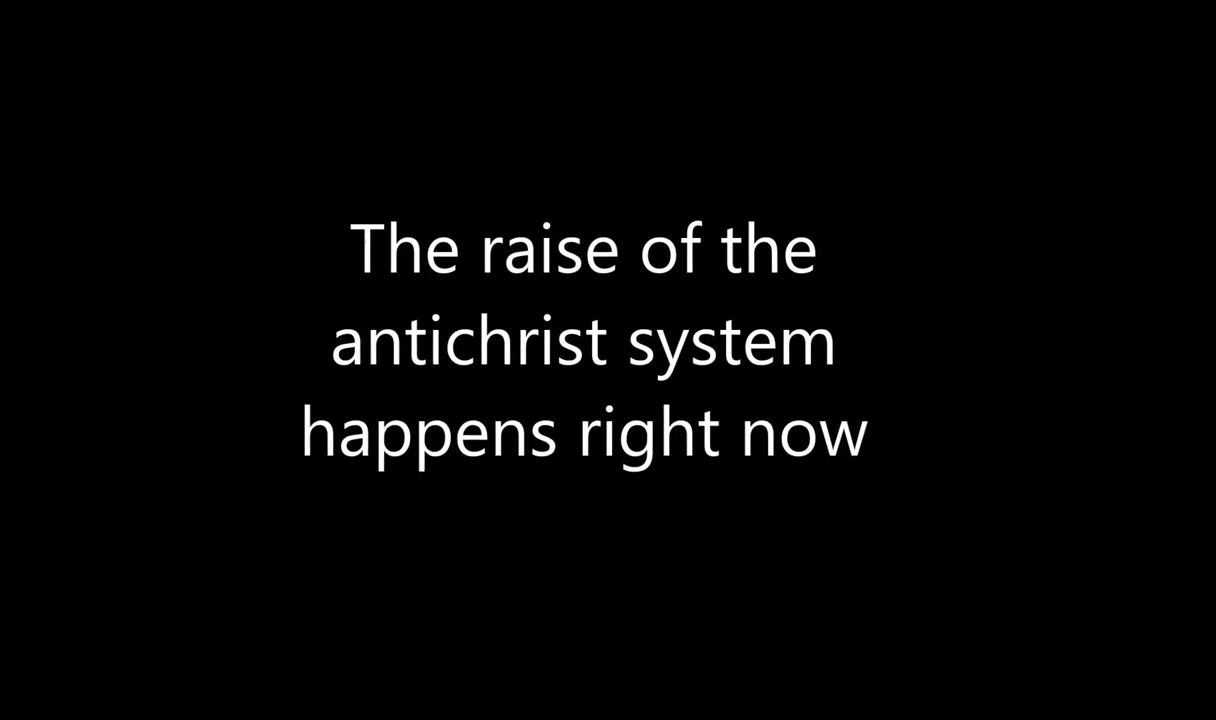 The raise of the
antichrist system
happens right now